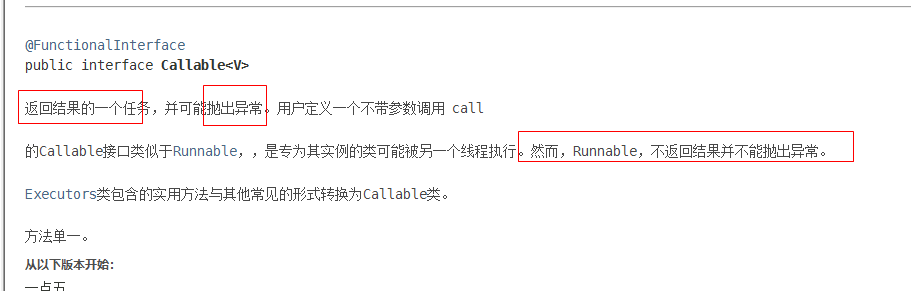 @FunctionalInterface
public interface Callable<V>
返回结果的一个任务，并可能抛出异常。用户定义一个不带参数调用 call
的Callable接口类似于Runnable，，是专为其实例的类可能被另一个线程执行。然而，Runnable，不返回结果并不能抛出异常。
Executors类包含的实用方法与其他常见的形式转换为Callable类。
方法单一。
从以下版本开始：
一点五